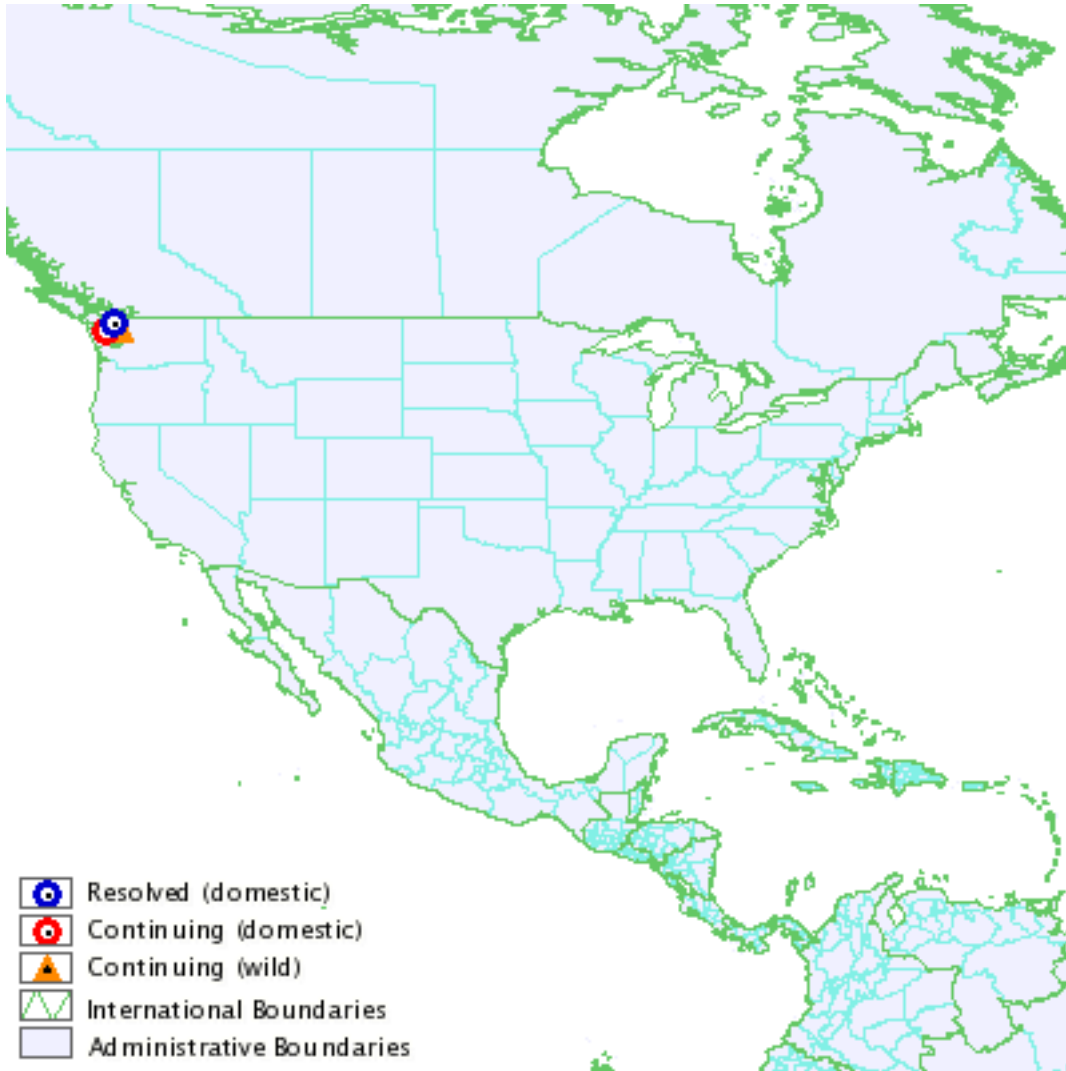 Resolved (domestic)
Continuing (domestic)
Continuing (wild)
International Boundaries
Administrative Boundaries